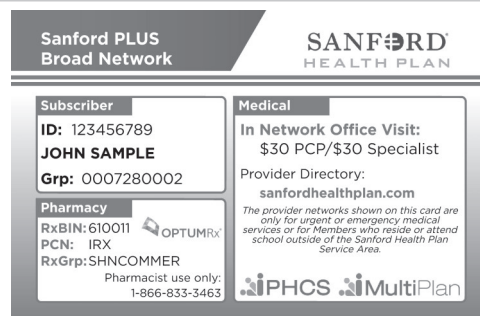 Sanford PLUS
Broad Network
SANFORD
HEALTH PLAN
Subscriber
ID: 123456789
JOHN SAMPLE
Grp: 0007280002
Pharmacy
RxBIN: 610011
OPTUMRx®
PCN: IRX
RxGrp: SHNCOMMER
Pharmacist use only:
1-866-833-3463
Medical
In Network Office Visit:
$30 PCP/$30 Specialist
Provider Directory:
sanfordhealthplan.com
The provider networks shown on this card are
only for urgent or emergency medical
services or for Members who reside or attend
school outside of the Sanford Health Plan
Service Area.
PHCS MultiPlan